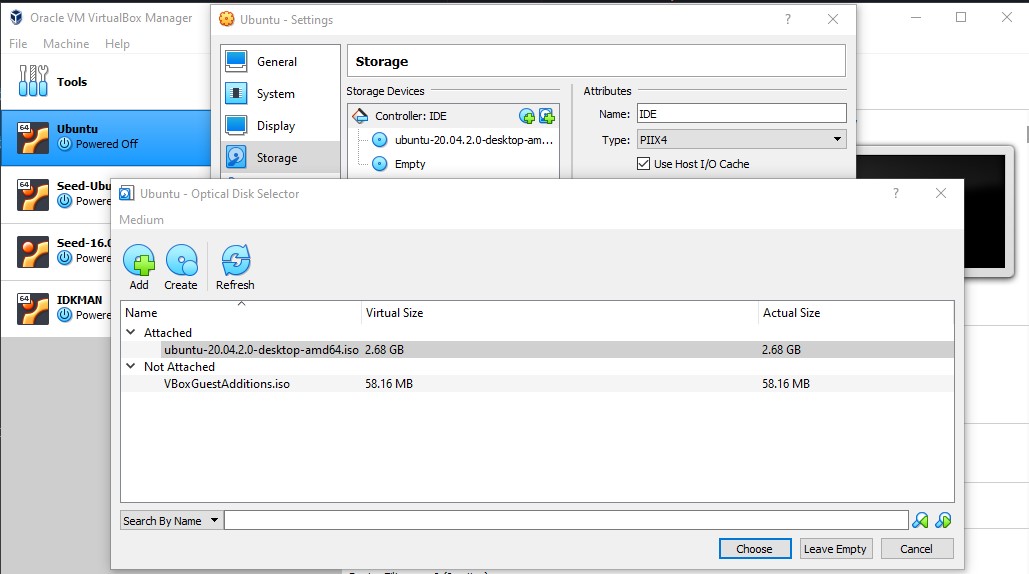 Oracle VM VirtualBox Manager
File Machine Help
Tools
64
Ubuntu
Powered Off
64
Seed-Ubu
Powere
64
Seed-16.0
Powere
64
IDKMAN
Powere
Ubuntu - Settings
?
General
System
Display
Storage
Storage
Storage Devices
Controller: IDE
ubuntu-20.04.2.0-desktop-am...
Empty
Attributes
Name: IDE
Type: PIIX4
Use Host I/O Cache
Ubuntu - Optical Disk Selector
?
Medium
Add Create Refresh
Name Virtual Size Actual Size
Attached
ubuntu-20.04.2.0-desktop-amd64.iso 2.68 GB 2.68 GB
Not Attached
VBoxGuestAdditions.iso 58.16 MB 58.16 MB
Search By Name
Choose Leave Empty Cancel